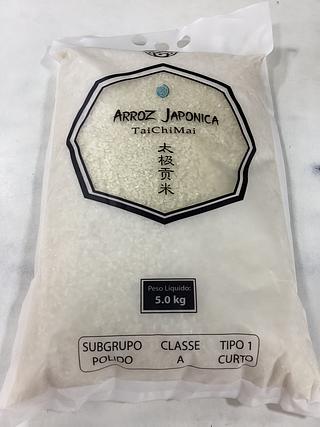 ARROZ JAPONICA
TaiChiMai
太
极
贡
米
Peso Líquido:
5.0 kg
SUBGRUPO CLASSE TIPO 1
POLIDO A CURTO